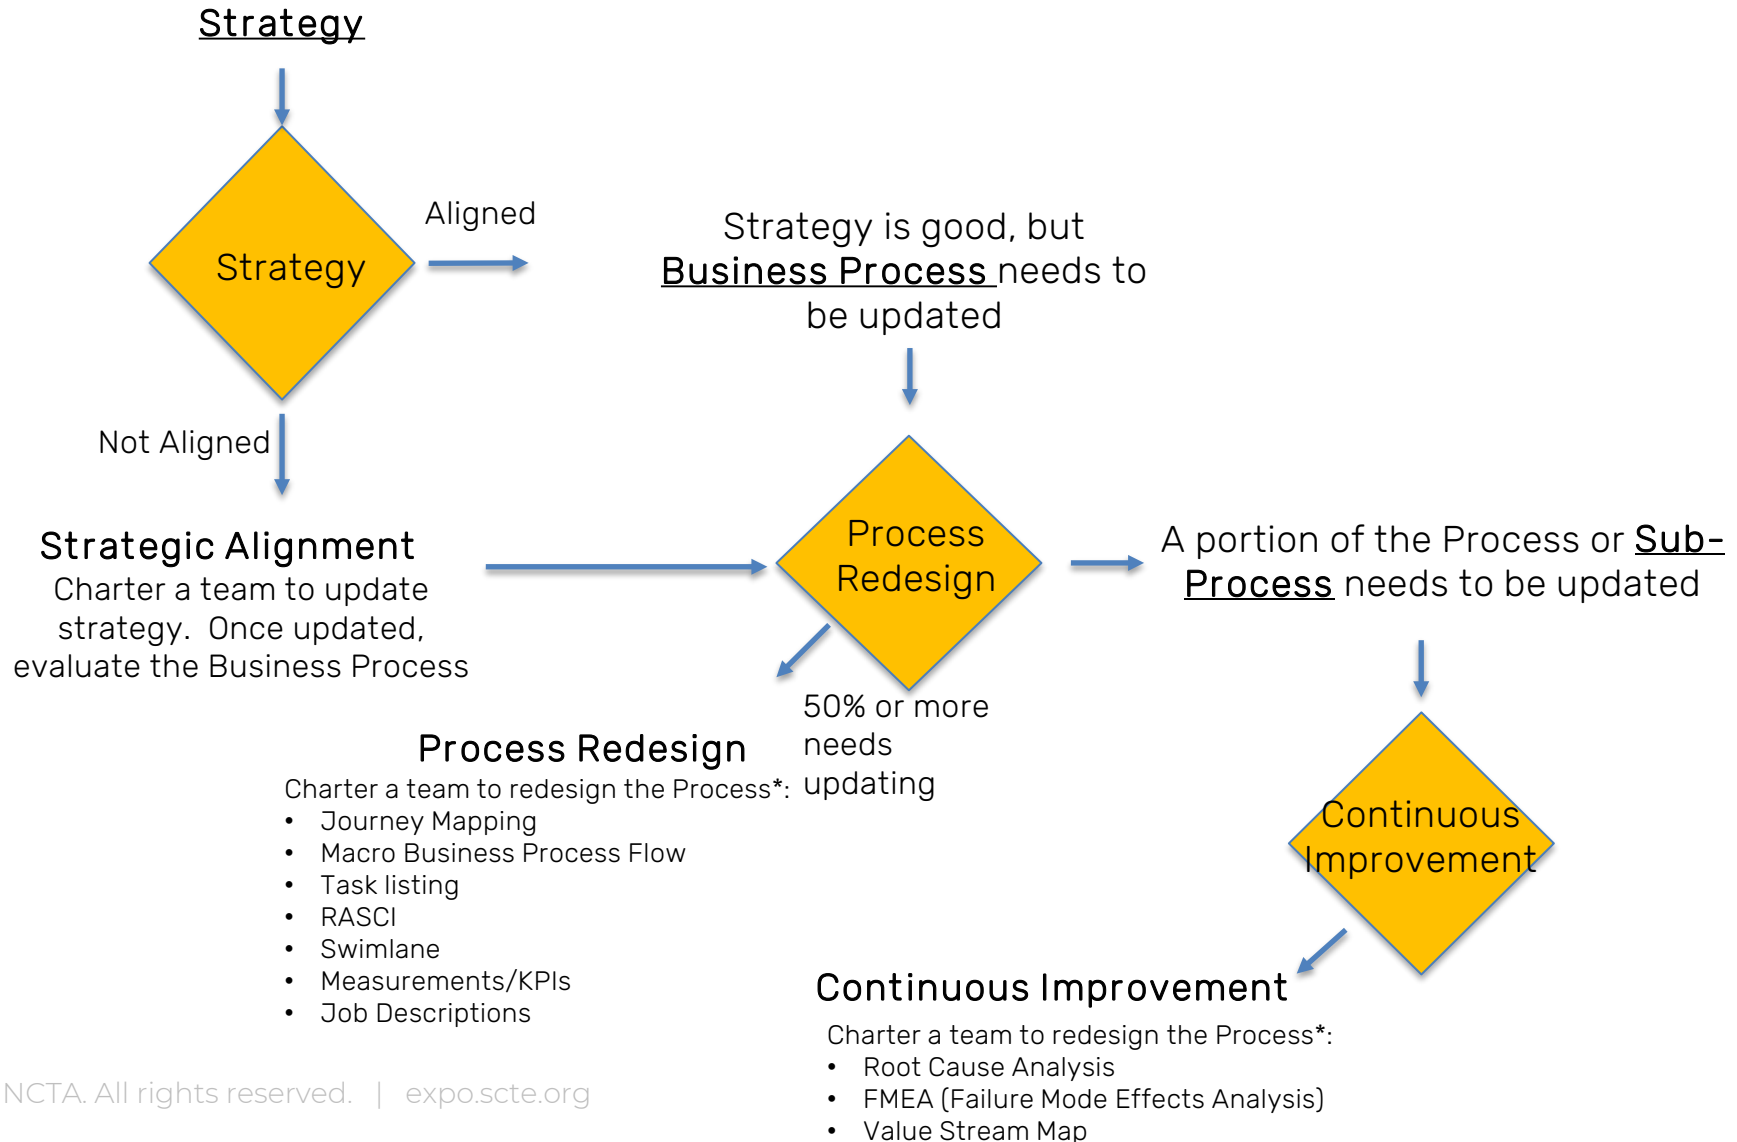 Strategy
Strategy
Aligned
Strategy is good, but
Business Process needs to
be updated
Not Aligned
Strategic Alignment
Charter a team to update
strategy.  Once updated,
evaluate the Business Process
Process
Redesign
A portion of the Process or Sub-
Process needs to be updated
50% or more
needs
updating
Process Redesign
Charter a team to redesign the Process*:
• Journey Mapping
• Macro Business Process Flow
• Task listing
• RASCI
• Swimlane
• Measurements/KPIs
• Job Descriptions
Continuous
Improvement
Continuous Improvement
Charter a team to redesign the Process*:
• Root Cause Analysis
• FMEA (Failure Mode Effects Analysis)
• Value Stream Map
NCTA. All rights reserved. | expo.scte.org